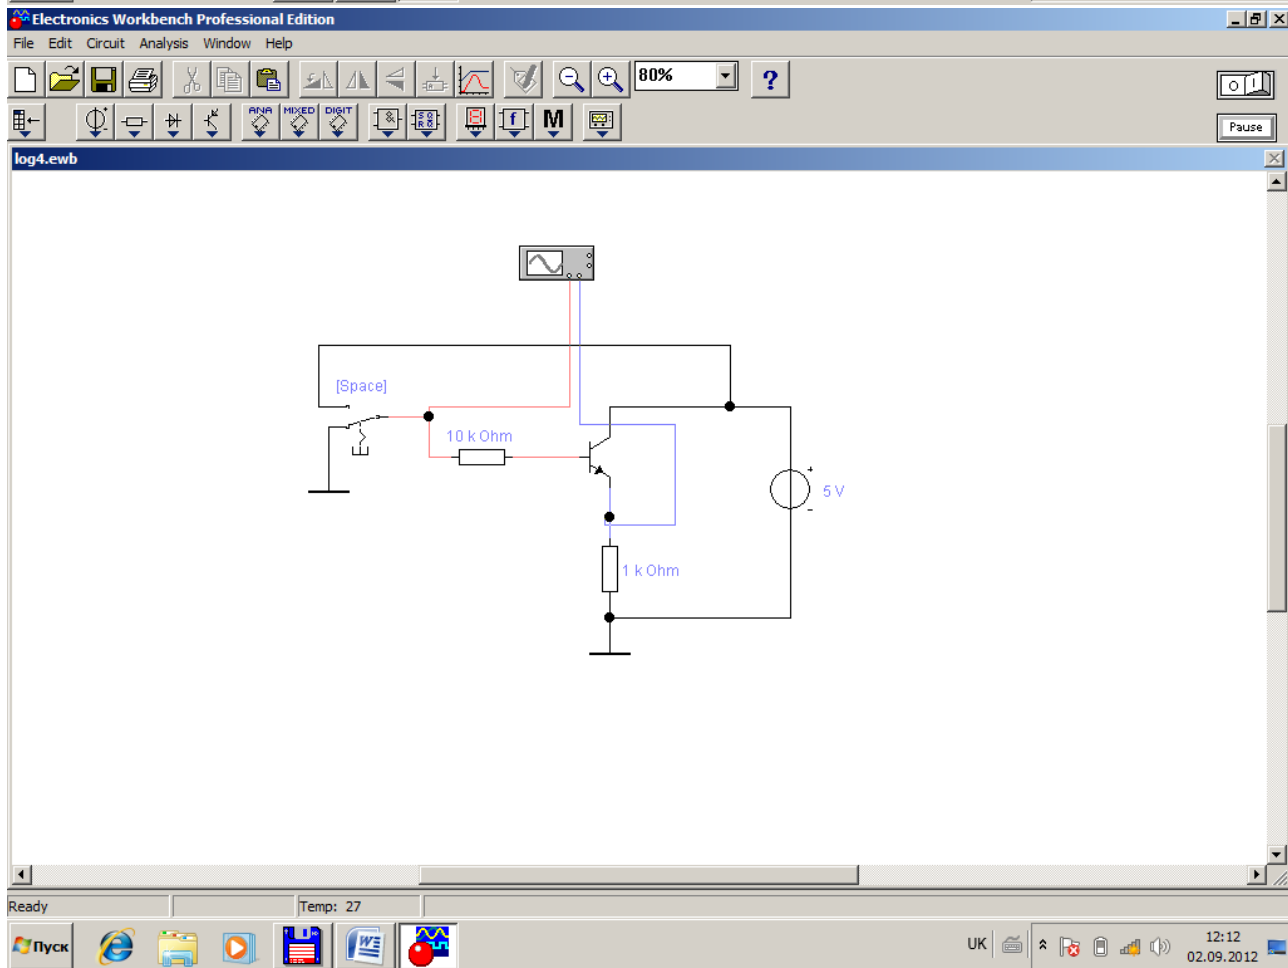 Electronics Workbench Professional Edition
File Edit Circuit Analysis Window Help
80%
?
ANA MIXED DIGIT
&
M
Pause
log4.ewb
[Space]
10 k Ohm
+
5 V
-
1 k Ohm
Ready Temp: 27
Пуск UK 12:12
02.09.2012